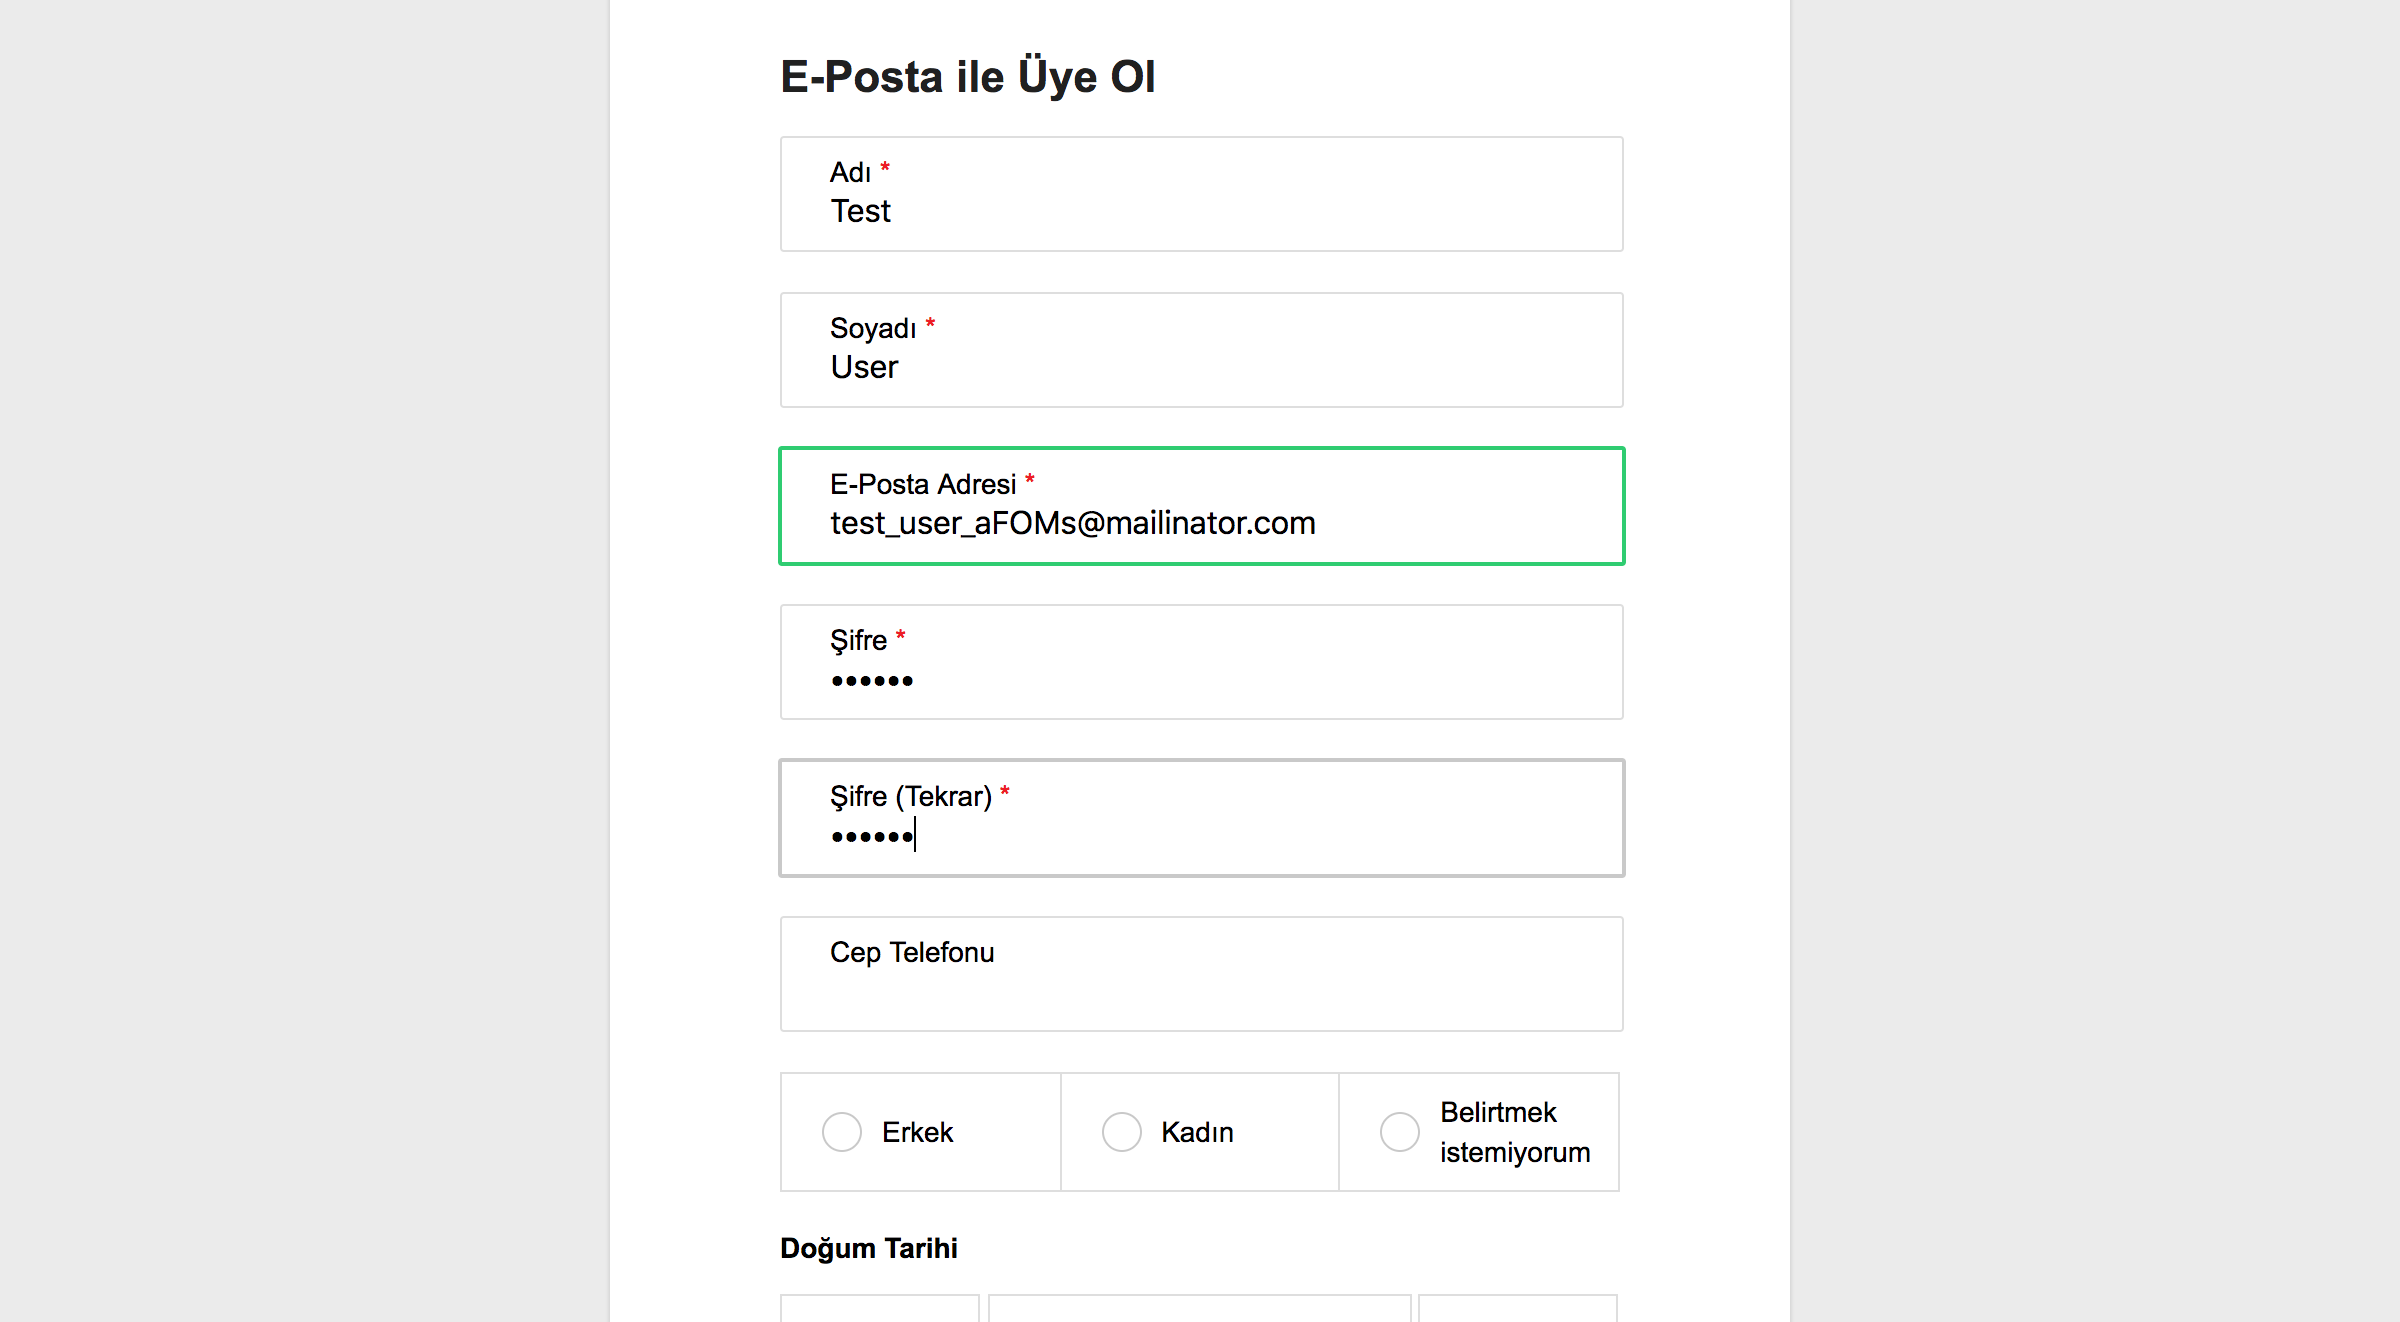 E-Posta ile Üye Ol
Adı *
Test
Soyadı *
User
E-Posta Adresi *
test_user_aFOMs@mailinator.com
Şifre *
••••••
Şifre (Tekrar) *
••••••
Cep Telefonu
Erkek
Kadın
Belirtmek
istemiyorum
Doğum Tarihi